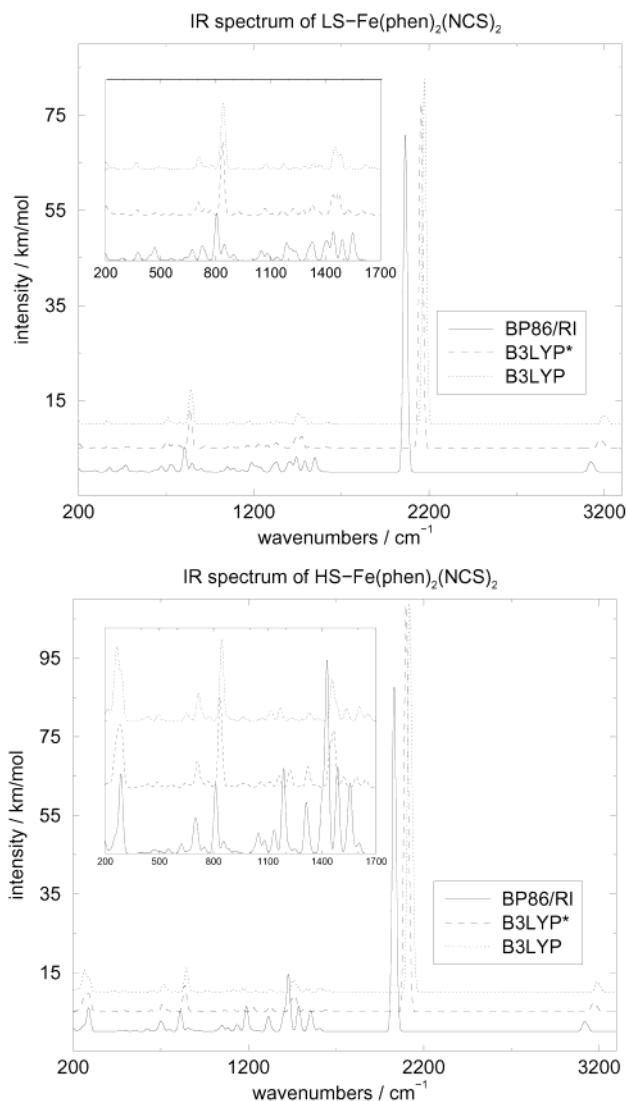 IR spectrum of LS−Fe(phen)₂(NCS)₂
75
55
35
15
intensity / km/mol
200 500 800 1100 1400 1700
BP86/RI
B3LYP*
B3LYP
200 1200 2200 3200
wavenumbers / cm⁻¹
IR spectrum of HS−Fe(phen)₂(NCS)₂
95
75
55
35
15
intensity / km/mol
200 500 800 1100 1400 1700
BP86/RI
B3LYP*
B3LYP
200 1200 2200 3200
wavenumbers / cm⁻¹